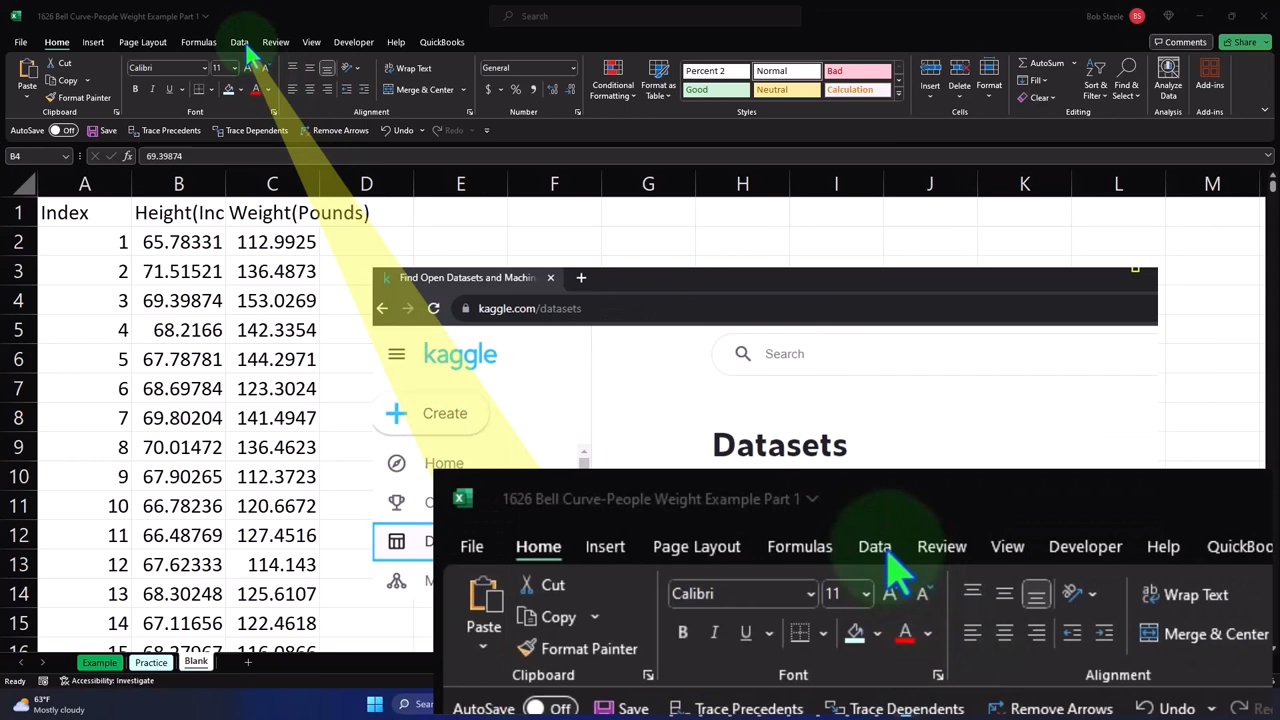 1626 Bell Curve-People Weight Example Part 1
Search
Bob Steele BS
File Home Insert Page Layout Formulas Data Review View Developer Help QuickBooks
Comments Share
Paste
Cut
Copy
Format Painter
Clipboard
Calibri 11
B I U
Font
Wrap Text
Merge & Center
Alignment
General
$ %
Number
Conditional Formatting
Format as Table
Percent 2 Normal Bad
Good Neutral Calculation
Styles
Insert Delete Format
Cells
AutoSum
Fill
Clear
Sort & Filter
Find & Select
Editing
Analyze Data
Analysis
Add-ins
Add-ins
AutoSave Off Save Trace Precedents Trace Dependents Remove Arrows Undo Redo
B4 fx 69.39874
A B C D E F G H I J K L M
1 Index Height(Inc Weight(Pounds)
2 1 65.78331 112.9925
3 2 71.51521 136.4873
4 3 69.39874 153.0269
5 4 68.2166 142.3354
6 5 67.78781 144.2971
7 6 68.69784 123.3024
8 7 69.80204 141.4947
9 8 70.01472 136.4623
10 9 67.90265 112.3723
11 10 66.78236 120.6672
12 11 66.48769 127.4516
13 12 67.62333 114.143
14 13 68.30248 125.6107
15 14 67.11656 122.4618
16 15 68.27967 116.0866
k Find Open Datasets and Machin
kaggle.com/datasets
kaggle
Search
Create
Datasets
Home
Example Practice Blank
Ready Accessibility: Investigate
63°F
Mostly cloudy
Sear
1626 Bell Curve-People Weight Example Part 1
File Home Insert Page Layout Formulas Data Review View Developer Help QuickBoo
Paste
Cut
Copy
Format Painter
Clipboard
Calibri 11
B I U
Font
Wrap Text
Merge & Center
Alignment
AutoSave Off Save Trace Precedents Trace Dependents Remove Arrows Undo Re